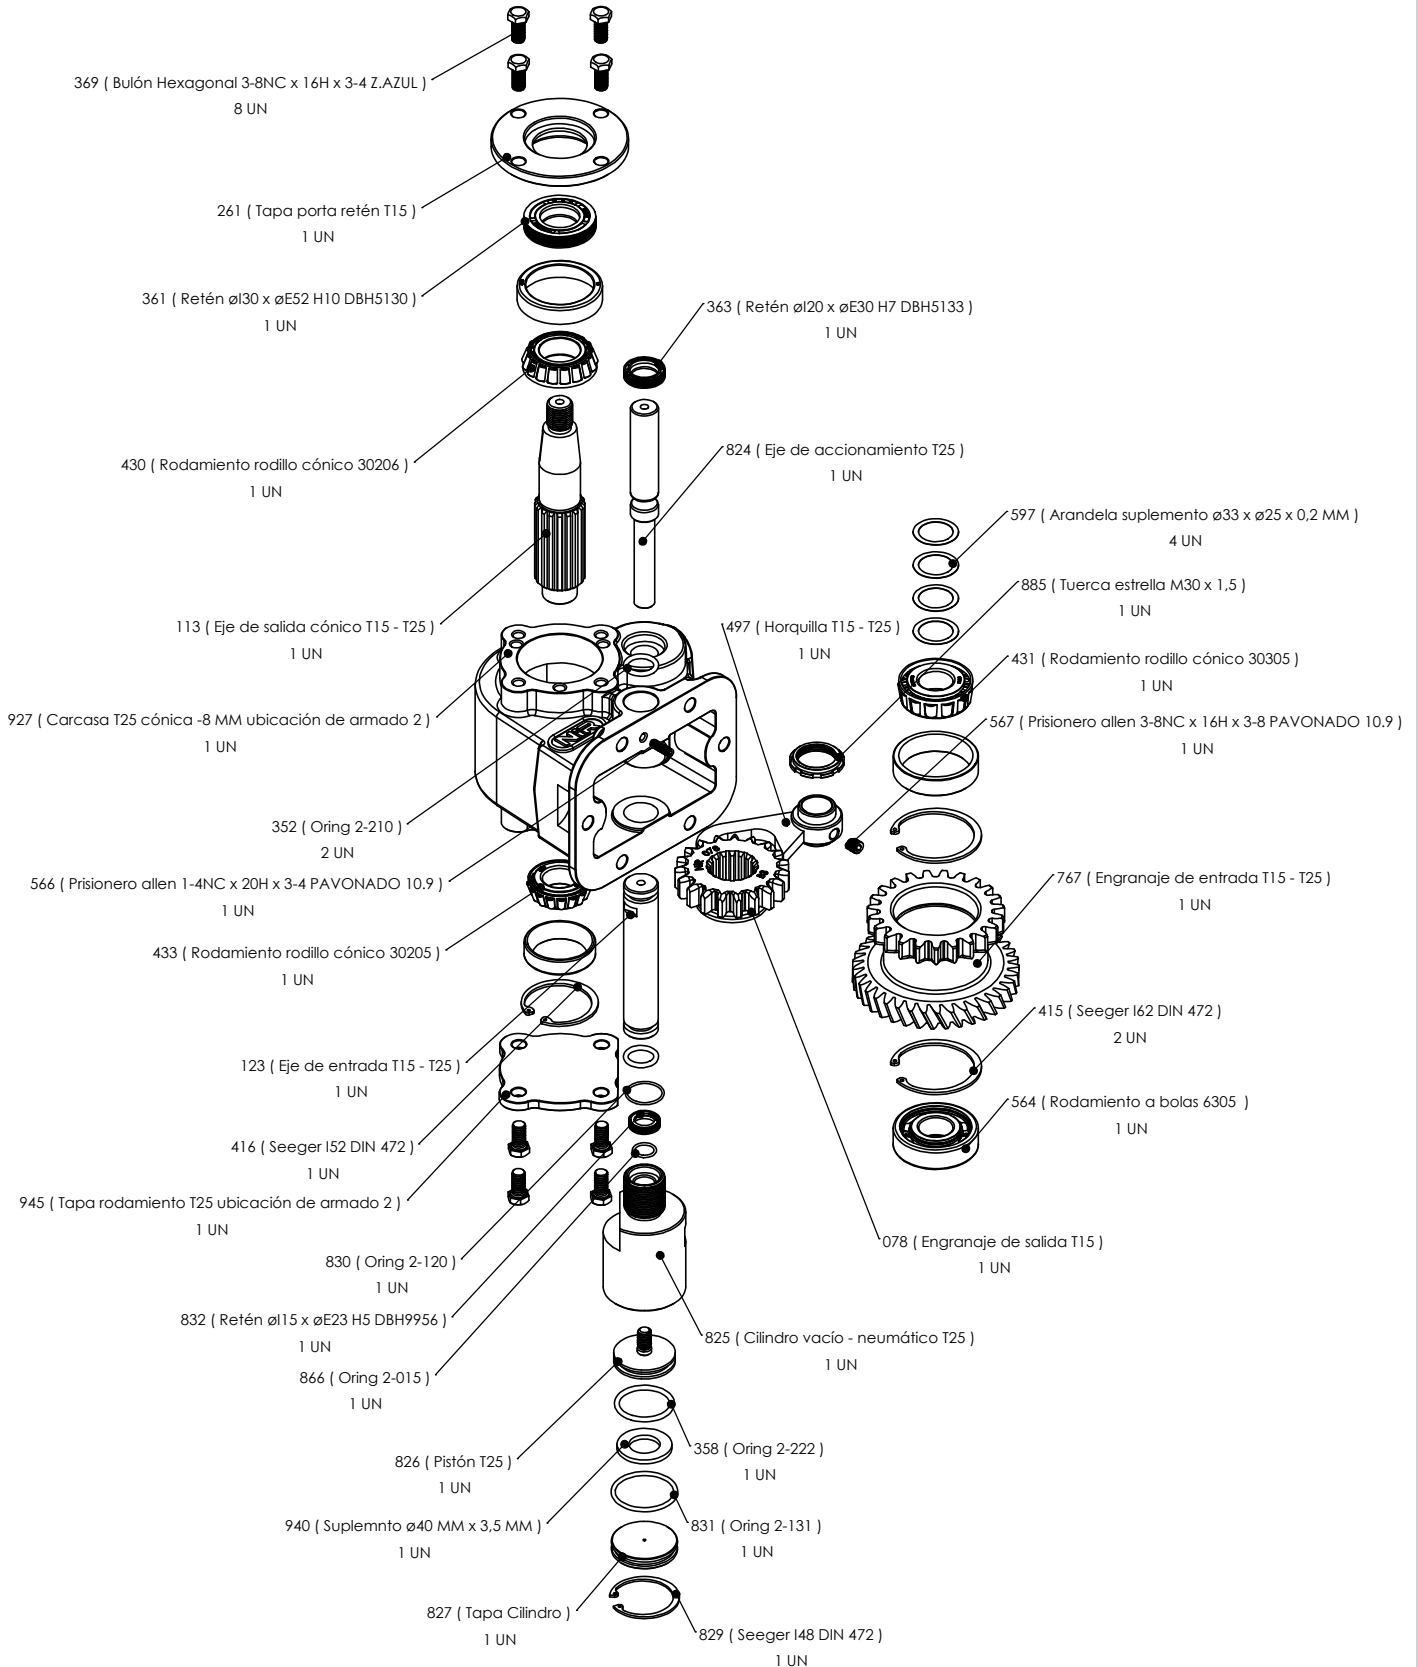 369 ( Bulón Hexagonal 3-8NC x 16H x 3-4 Z.AZUL )
8 UN
261 ( Tapa porta retén T15 )
1 UN
361 ( Retén øI30 x øE52 H10 DBH5130 )
1 UN
363 ( Retén øI20 x øE30 H7 DBH5133 )
1 UN
430 ( Rodamiento rodillo cónico 30206 )
1 UN
824 ( Eje de accionamiento T25 )
1 UN
597 ( Arandela suplemento ø33 x ø25 x 0,2 MM )
4 UN
885 ( Tuerca estrella M30 x 1,5 )
1 UN
113 ( Eje de salida cónico T15 - T25 )
1 UN
497 ( Horquilla T15 - T25 )
1 UN
431 ( Rodamiento rodillo cónico 30305 )
1 UN
927 ( Carcasa T25 cónica -8 MM ubicación de armado 2 )
1 UN
567 ( Prisionero allen 3-8NC x 16H x 3-8 PAVONADO 10.9 )
1 UN
352 ( Oring 2-210 )
2 UN
566 ( Prisionero allen 1-4NC x 20H x 3-4 PAVONADO 10.9 )
1 UN
767 ( Engranaje de entrada T15 - T25 )
1 UN
433 ( Rodamiento rodillo cónico 30205 )
1 UN
415 ( Seeger I62 DIN 472 )
2 UN
123 ( Eje de entrada T15 - T25 )
1 UN
564 ( Rodamiento a bolas 6305 )
1 UN
416 ( Seeger I52 DIN 472 )
1 UN
945 ( Tapa rodamiento T25 ubicación de armado 2 )
1 UN
078 ( Engranaje de salida T15 )
1 UN
830 ( Oring 2-120 )
1 UN
832 ( Retén øI15 x øE23 H5 DBH9956 )
1 UN
825 ( Cilindro vacío - neumático T25 )
1 UN
866 ( Oring 2-015 )
1 UN
358 ( Oring 2-222 )
1 UN
826 ( Pistón T25 )
1 UN
940 ( Suplemnto ø40 MM x 3,5 MM )
1 UN
831 ( Oring 2-131 )
1 UN
827 ( Tapa Cilindro )
1 UN
829 ( Seeger I48 DIN 472 )
1 UN